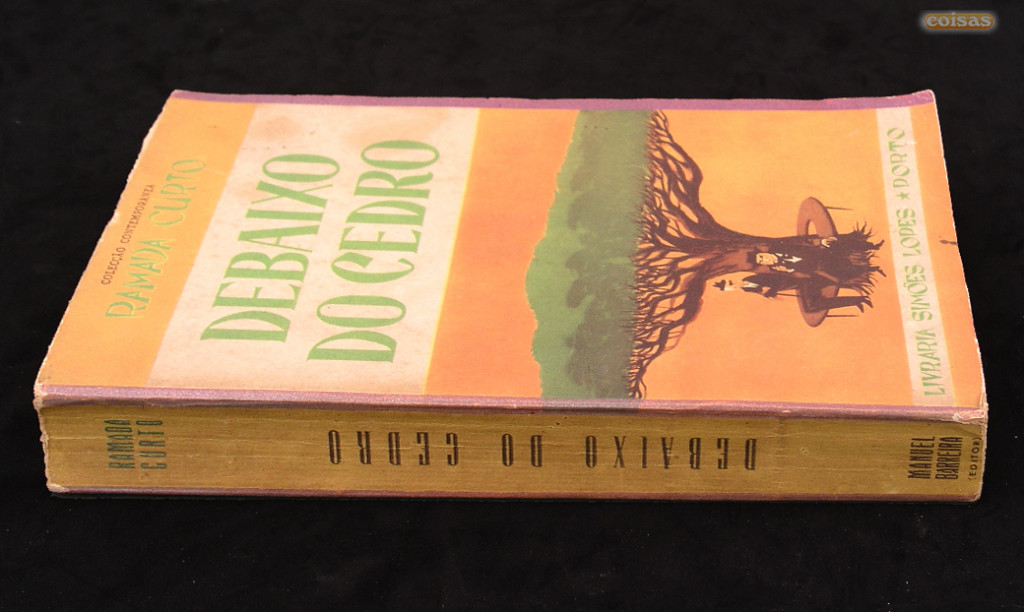 coisas
COLECÇÃO CONTEMPORANEA
RAMADA CURTO
DEBAIXO
DO CEDRO
LIVRARIA SIMÕES LOPES ★ PORTO
RAMADA
CURTO
DEBAIXO DO CEDRO
MANUEL
BARREIRA
(EDITOR)